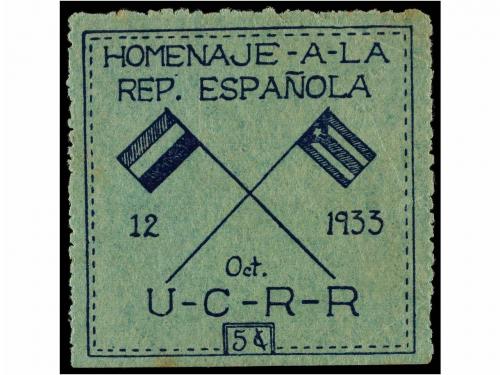 HOMENAJE-A-LA
REP. ESPAÑOLA
12 1933
Oct.
U-C-R-R
5¢